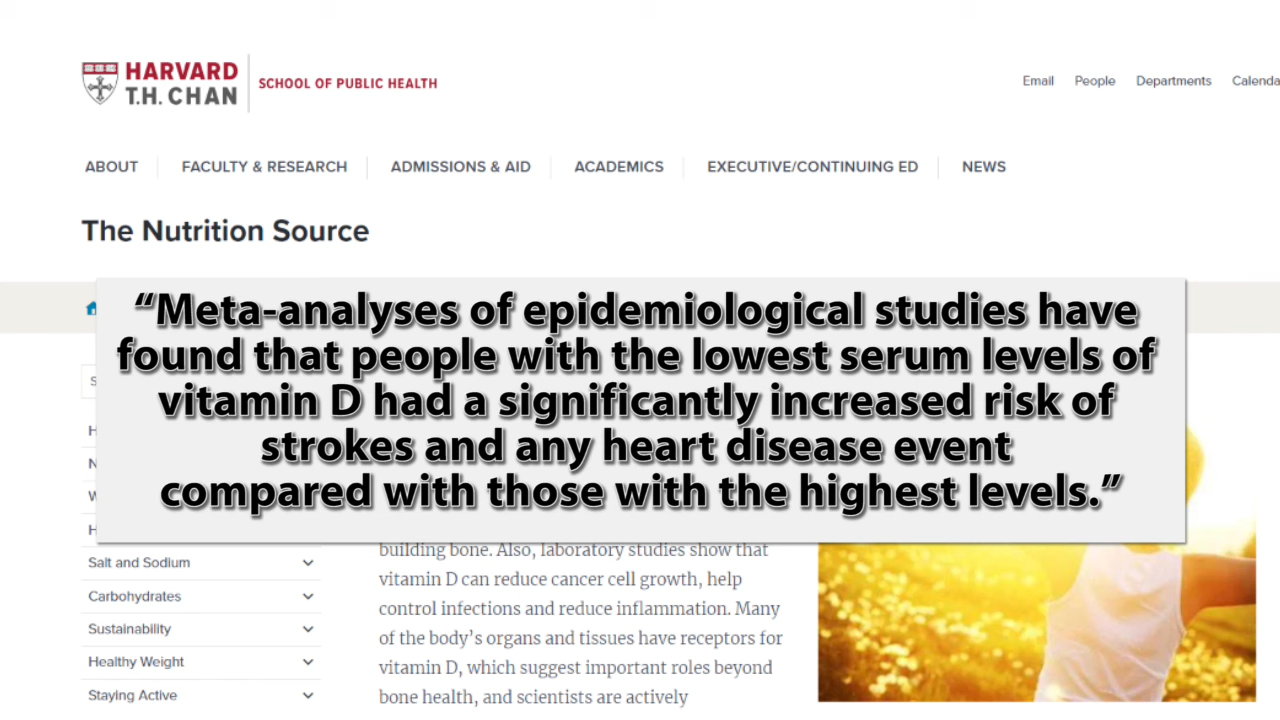 HARVARD
T.H. CHAN
SCHOOL OF PUBLIC HEALTH
Email People Departments
ABOUT FACULTY & RESEARCH ADMISSIONS & AID ACADEMICS EXECUTIVE/CONTINUING ED NEWS
The Nutrition Source
“Meta-analyses of epidemiological studies have
found that people with the lowest serum levels of
vitamin D had a significantly increased risk of
strokes and any heart disease event
compared with those with the highest levels.”
Salt and Sodium
Carbohydrates
Sustainability
Healthy Weight
Staying Active
building bone. Also, laboratory studies show that
vitamin D can reduce cancer cell growth, help
control infections and reduce inflammation. Many
of the body’s organs and tissues have receptors for
vitamin D, which suggest important roles beyond
bone health, and scientists are actively